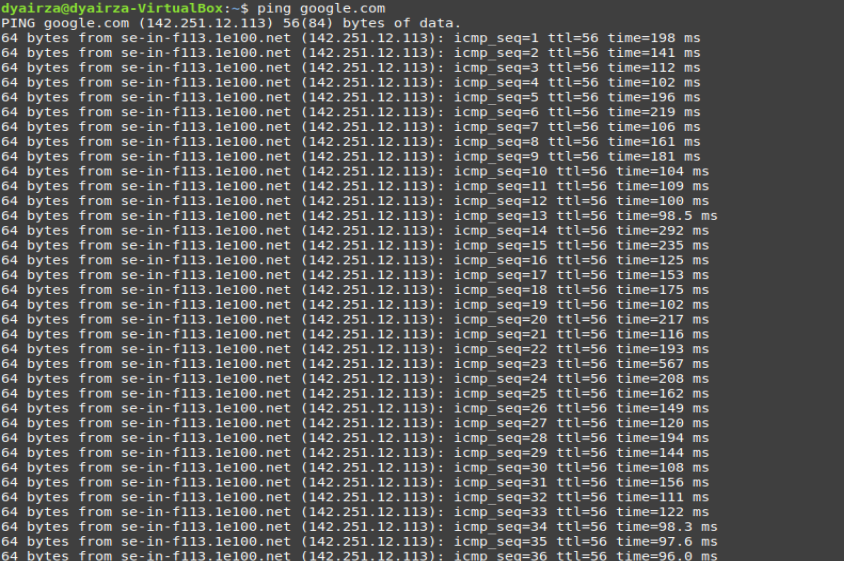 dyairza@dyairza-VirtualBox:~$ ping google.com
PING google.com (142.251.12.113) 56(84) bytes of data.
64 bytes from se-in-f113.1e100.net (142.251.12.113): icmp_seq=1 ttl=56 time=198 ms
64 bytes from se-in-f113.1e100.net (142.251.12.113): icmp_seq=2 ttl=56 time=141 ms
64 bytes from se-in-f113.1e100.net (142.251.12.113): icmp_seq=3 ttl=56 time=112 ms
64 bytes from se-in-f113.1e100.net (142.251.12.113): icmp_seq=4 ttl=56 time=102 ms
64 bytes from se-in-f113.1e100.net (142.251.12.113): icmp_seq=5 ttl=56 time=196 ms
64 bytes from se-in-f113.1e100.net (142.251.12.113): icmp_seq=6 ttl=56 time=219 ms
64 bytes from se-in-f113.1e100.net (142.251.12.113): icmp_seq=7 ttl=56 time=106 ms
64 bytes from se-in-f113.1e100.net (142.251.12.113): icmp_seq=8 ttl=56 time=161 ms
64 bytes from se-in-f113.1e100.net (142.251.12.113): icmp_seq=9 ttl=56 time=181 ms
64 bytes from se-in-f113.1e100.net (142.251.12.113): icmp_seq=10 ttl=56 time=104 ms
64 bytes from se-in-f113.1e100.net (142.251.12.113): icmp_seq=11 ttl=56 time=109 ms
64 bytes from se-in-f113.1e100.net (142.251.12.113): icmp_seq=12 ttl=56 time=100 ms
64 bytes from se-in-f113.1e100.net (142.251.12.113): icmp_seq=13 ttl=56 time=98.5 ms
64 bytes from se-in-f113.1e100.net (142.251.12.113): icmp_seq=14 ttl=56 time=292 ms
64 bytes from se-in-f113.1e100.net (142.251.12.113): icmp_seq=15 ttl=56 time=235 ms
64 bytes from se-in-f113.1e100.net (142.251.12.113): icmp_seq=16 ttl=56 time=125 ms
64 bytes from se-in-f113.1e100.net (142.251.12.113): icmp_seq=17 ttl=56 time=153 ms
64 bytes from se-in-f113.1e100.net (142.251.12.113): icmp_seq=18 ttl=56 time=175 ms
64 bytes from se-in-f113.1e100.net (142.251.12.113): icmp_seq=19 ttl=56 time=102 ms
64 bytes from se-in-f113.1e100.net (142.251.12.113): icmp_seq=20 ttl=56 time=217 ms
64 bytes from se-in-f113.1e100.net (142.251.12.113): icmp_seq=21 ttl=56 time=116 ms
64 bytes from se-in-f113.1e100.net (142.251.12.113): icmp_seq=22 ttl=56 time=193 ms
64 bytes from se-in-f113.1e100.net (142.251.12.113): icmp_seq=23 ttl=56 time=567 ms
64 bytes from se-in-f113.1e100.net (142.251.12.113): icmp_seq=24 ttl=56 time=208 ms
64 bytes from se-in-f113.1e100.net (142.251.12.113): icmp_seq=25 ttl=56 time=162 ms
64 bytes from se-in-f113.1e100.net (142.251.12.113): icmp_seq=26 ttl=56 time=149 ms
64 bytes from se-in-f113.1e100.net (142.251.12.113): icmp_seq=27 ttl=56 time=120 ms
64 bytes from se-in-f113.1e100.net (142.251.12.113): icmp_seq=28 ttl=56 time=194 ms
64 bytes from se-in-f113.1e100.net (142.251.12.113): icmp_seq=29 ttl=56 time=144 ms
64 bytes from se-in-f113.1e100.net (142.251.12.113): icmp_seq=30 ttl=56 time=108 ms
64 bytes from se-in-f113.1e100.net (142.251.12.113): icmp_seq=31 ttl=56 time=156 ms
64 bytes from se-in-f113.1e100.net (142.251.12.113): icmp_seq=32 ttl=56 time=111 ms
64 bytes from se-in-f113.1e100.net (142.251.12.113): icmp_seq=33 ttl=56 time=122 ms
64 bytes from se-in-f113.1e100.net (142.251.12.113): icmp_seq=34 ttl=56 time=98.3 ms
64 bytes from se-in-f113.1e100.net (142.251.12.113): icmp_seq=35 ttl=56 time=97.6 ms
64 bytes from se-in-f113.1e100.net (142.251.12.113): icmp_seq=36 ttl=56 time=96.0 ms